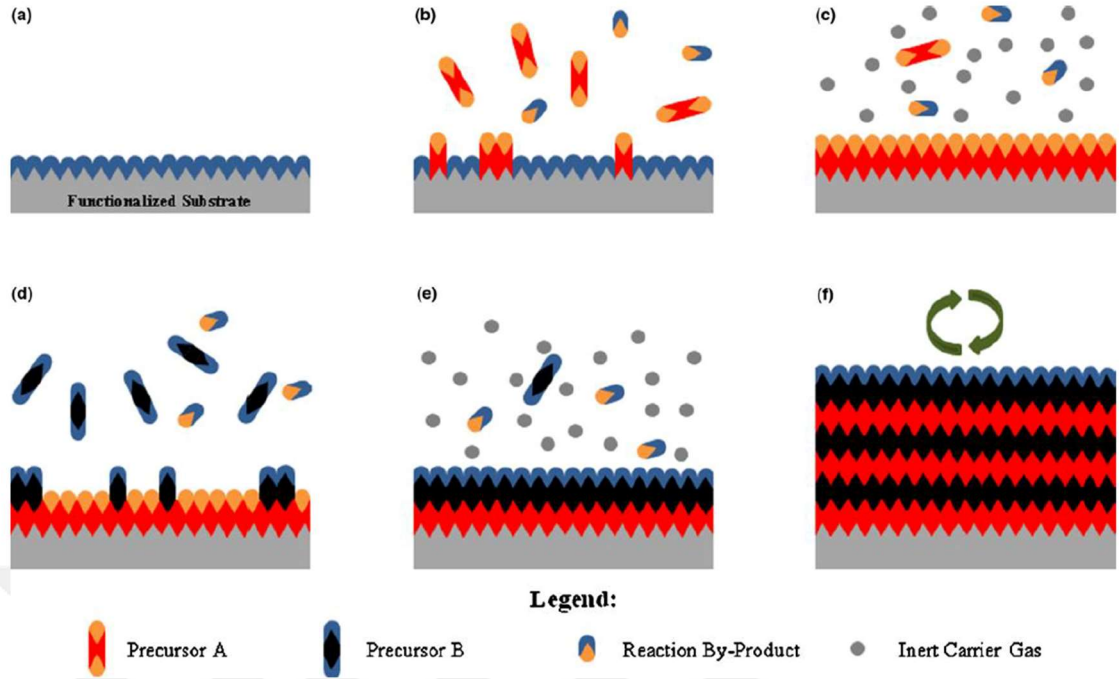 (a)
(b)
(c)
Functionalized Substrate
(d)
(e)
(f)
Legend:
Precursor A
Precursor B
Reaction By-Product
Inert Carrier Gas